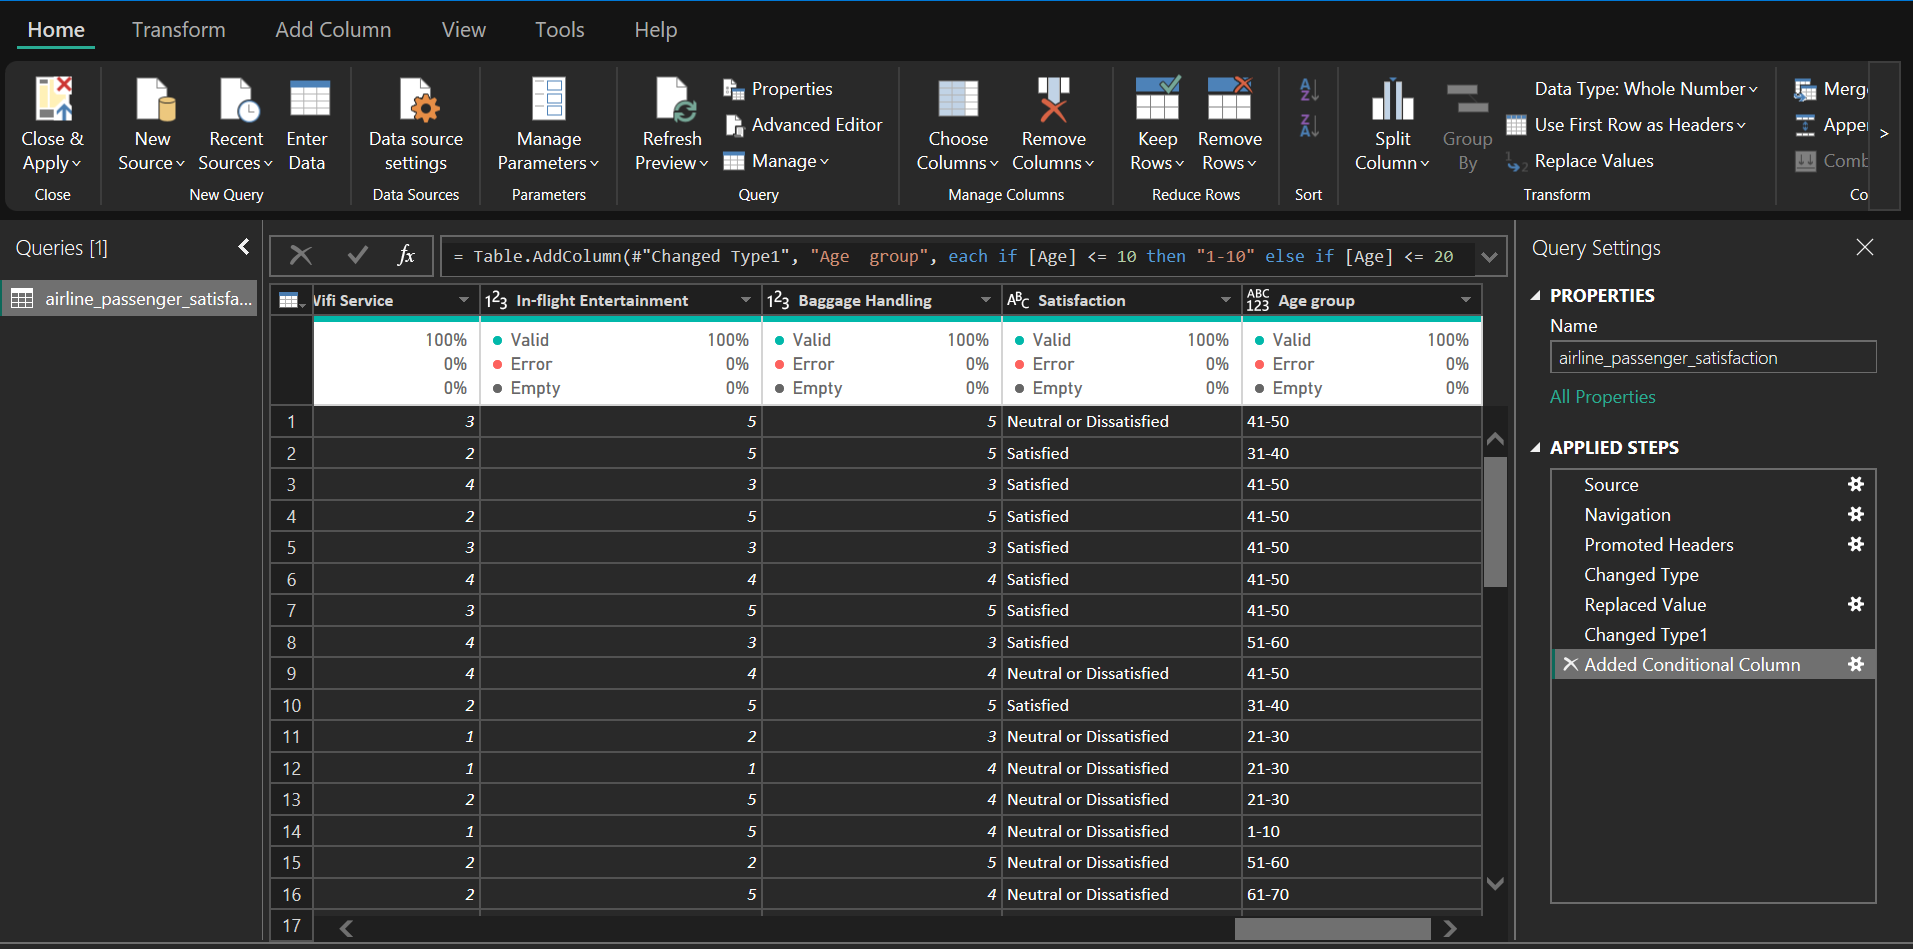 Home Transform Add Column View Tools Help
Close & Apply
New Source
Recent Sources
Enter Data
Data source settings
Manage Parameters
Refresh Preview
Properties
Advanced Editor
Manage
Choose Columns
Remove Columns
Keep Rows
Remove Rows
Split Column
Group By
Data Type: Whole Number
Use First Row as Headers
Replace Values
Merg
Appe
Comb
Close New Query Data Sources Parameters Query Manage Columns Reduce Rows Sort Transform Co
Queries [1]
airline_passenger_satisfa...
fx = Table.AddColumn(#"Changed Type1", "Age  group", each if [Age] <= 10 then "1-10" else if [Age] <= 20
Wifi Service 123 In-flight Entertainment 123 Baggage Handling ABC Satisfaction ABC 123 Age group
100% Valid 100% Valid 100% Valid 100% Valid 100%
0% Error 0% Error 0% Error 0% Error 0%
0% Empty 0% Empty 0% Empty 0% Empty 0%
1 3 5 5 Neutral or Dissatisfied 41-50
2 2 5 5 Satisfied 31-40
3 4 3 3 Satisfied 41-50
4 2 5 5 Satisfied 41-50
5 3 3 3 Satisfied 41-50
6 4 4 4 Satisfied 41-50
7 3 5 5 Satisfied 41-50
8 4 3 3 Satisfied 51-60
9 4 4 4 Neutral or Dissatisfied 41-50
10 2 5 5 Satisfied 31-40
11 1 2 3 Neutral or Dissatisfied 21-30
12 1 1 4 Neutral or Dissatisfied 21-30
13 2 5 4 Neutral or Dissatisfied 21-30
14 1 5 4 Neutral or Dissatisfied 1-10
15 2 2 5 Neutral or Dissatisfied 51-60
16 2 5 4 Neutral or Dissatisfied 61-70
17
Query Settings
PROPERTIES
Name
airline_passenger_satisfaction
All Properties
APPLIED STEPS
Source
Navigation
Promoted Headers
Changed Type
Replaced Value
Changed Type1
Added Conditional Column